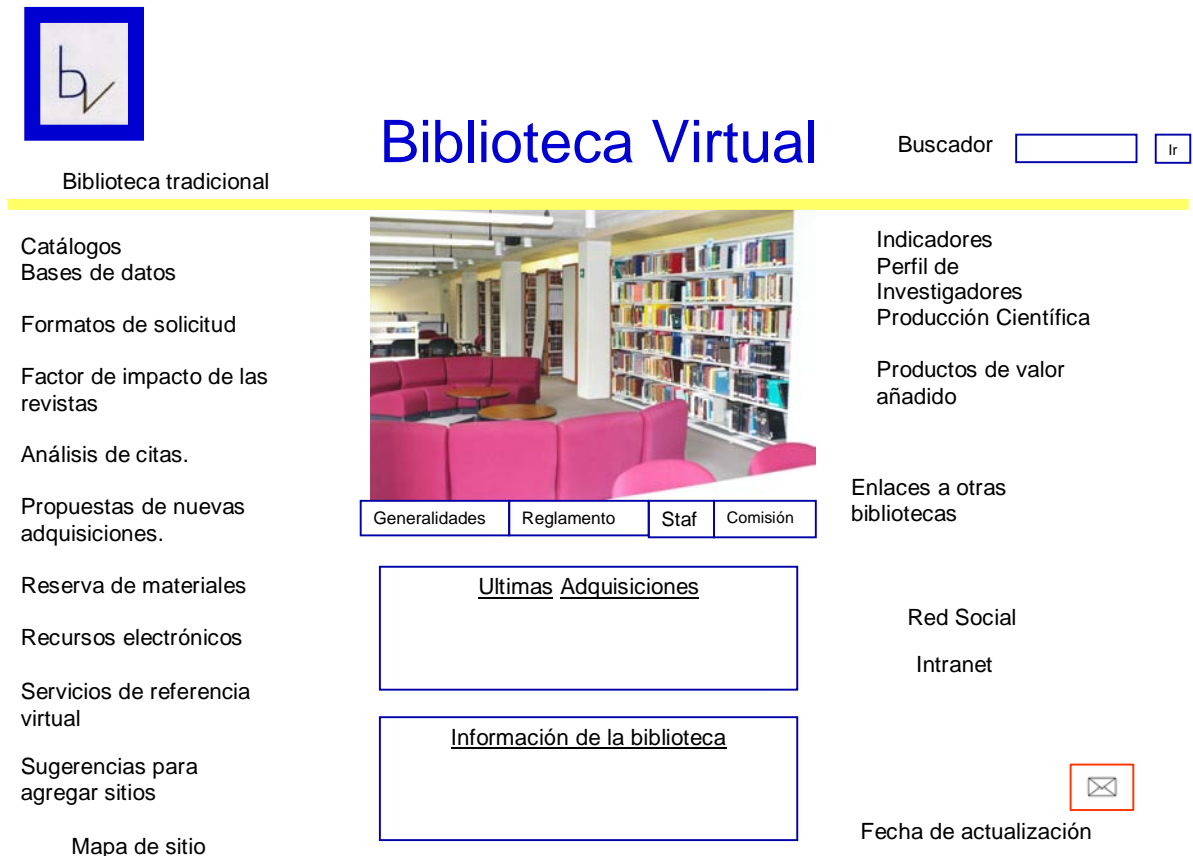 bv
Biblioteca Virtual
Buscador
Ir
Biblioteca tradicional
Catálogos
Bases de datos
Formatos de solicitud
Factor de impacto de las
revistas
Análisis de citas.
Propuestas de nuevas
adquisiciones.
Reserva de materiales
Recursos electrónicos
Servicios de referencia
virtual
Sugerencias para
agregar sitios
Mapa de sitio
Generalidades
Reglamento
Staf
Comisión
Ultimas Adquisiciones
Información de la biblioteca
Indicadores
Perfil de
Investigadores
Producción Científica
Productos de valor
añadido
Enlaces a otras
bibliotecas
Red Social
Intranet
Fecha de actualización